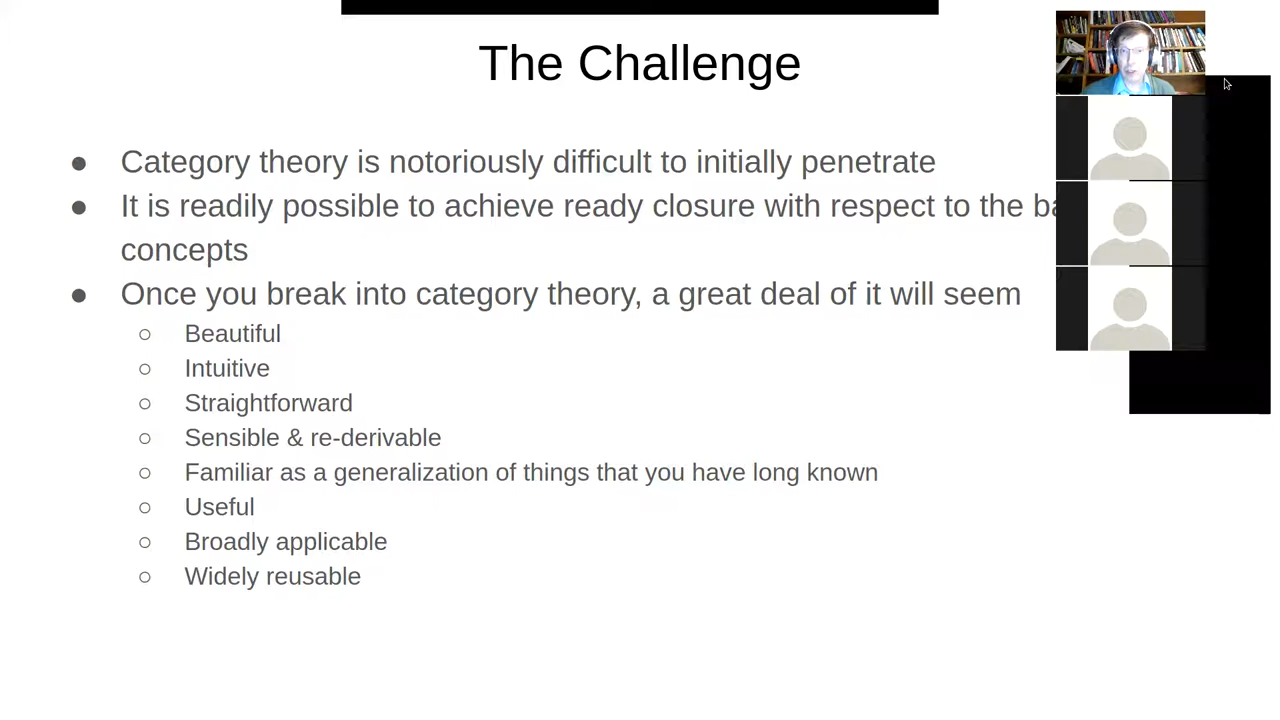 The Challenge
● Category theory is notoriously difficult to initially penetrate
● It is readily possible to achieve ready closure with respect to the
concepts
● Once you break into category theory, a great deal of it will seem
○ Beautiful
○ Intuitive
○ Straightforward
○ Sensible & re-derivable
○ Familiar as a generalization of things that you have long known
○ Useful
○ Broadly applicable
○ Widely reusable